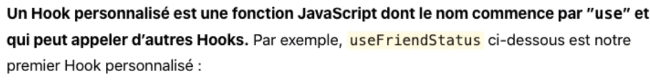 Un Hook personnalisé est une fonction JavaScript dont le nom commence par ”use” et
qui peut appeler d’autres Hooks. Par exemple, useFriendStatus ci-dessous est notre
premier Hook personnalisé :